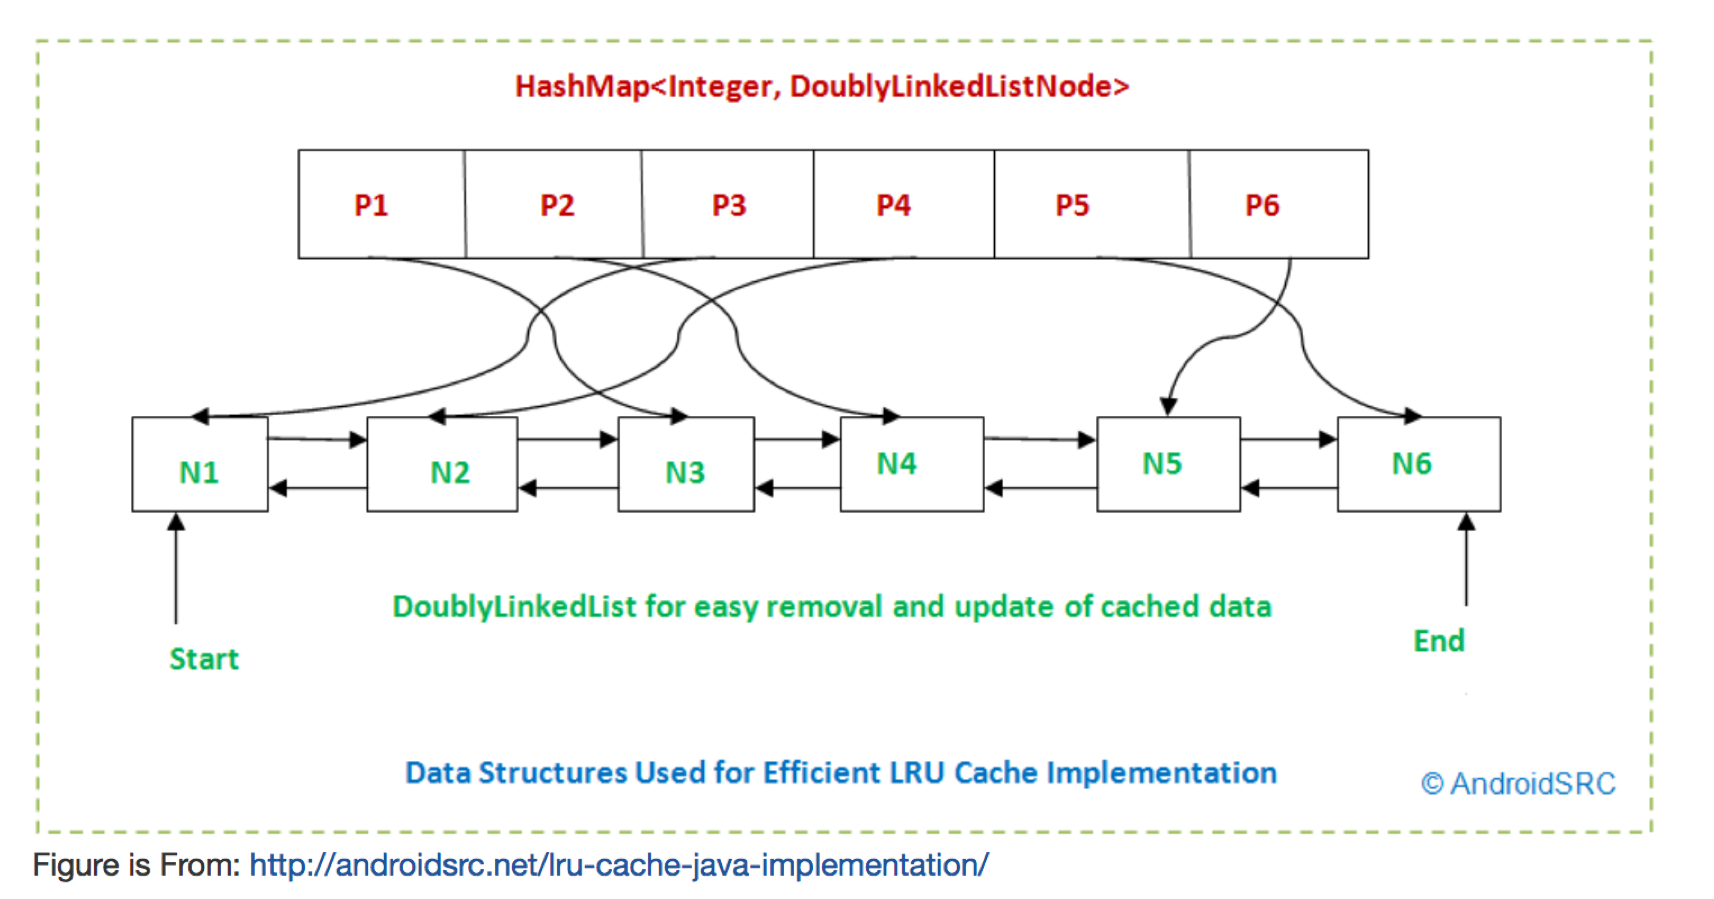 HashMap<Integer, DoublyLinkedListNode>
P1 P2 P3 P4 P5 P6
N1 N2 N3 N4 N5 N6
DoublyLinkedList for easy removal and update of cached data
Start
End
Data Structures Used for Efficient LRU Cache Implementation
© AndroidSRC
Figure is From: http://androidsrc.net/lru-cache-java-implementation/